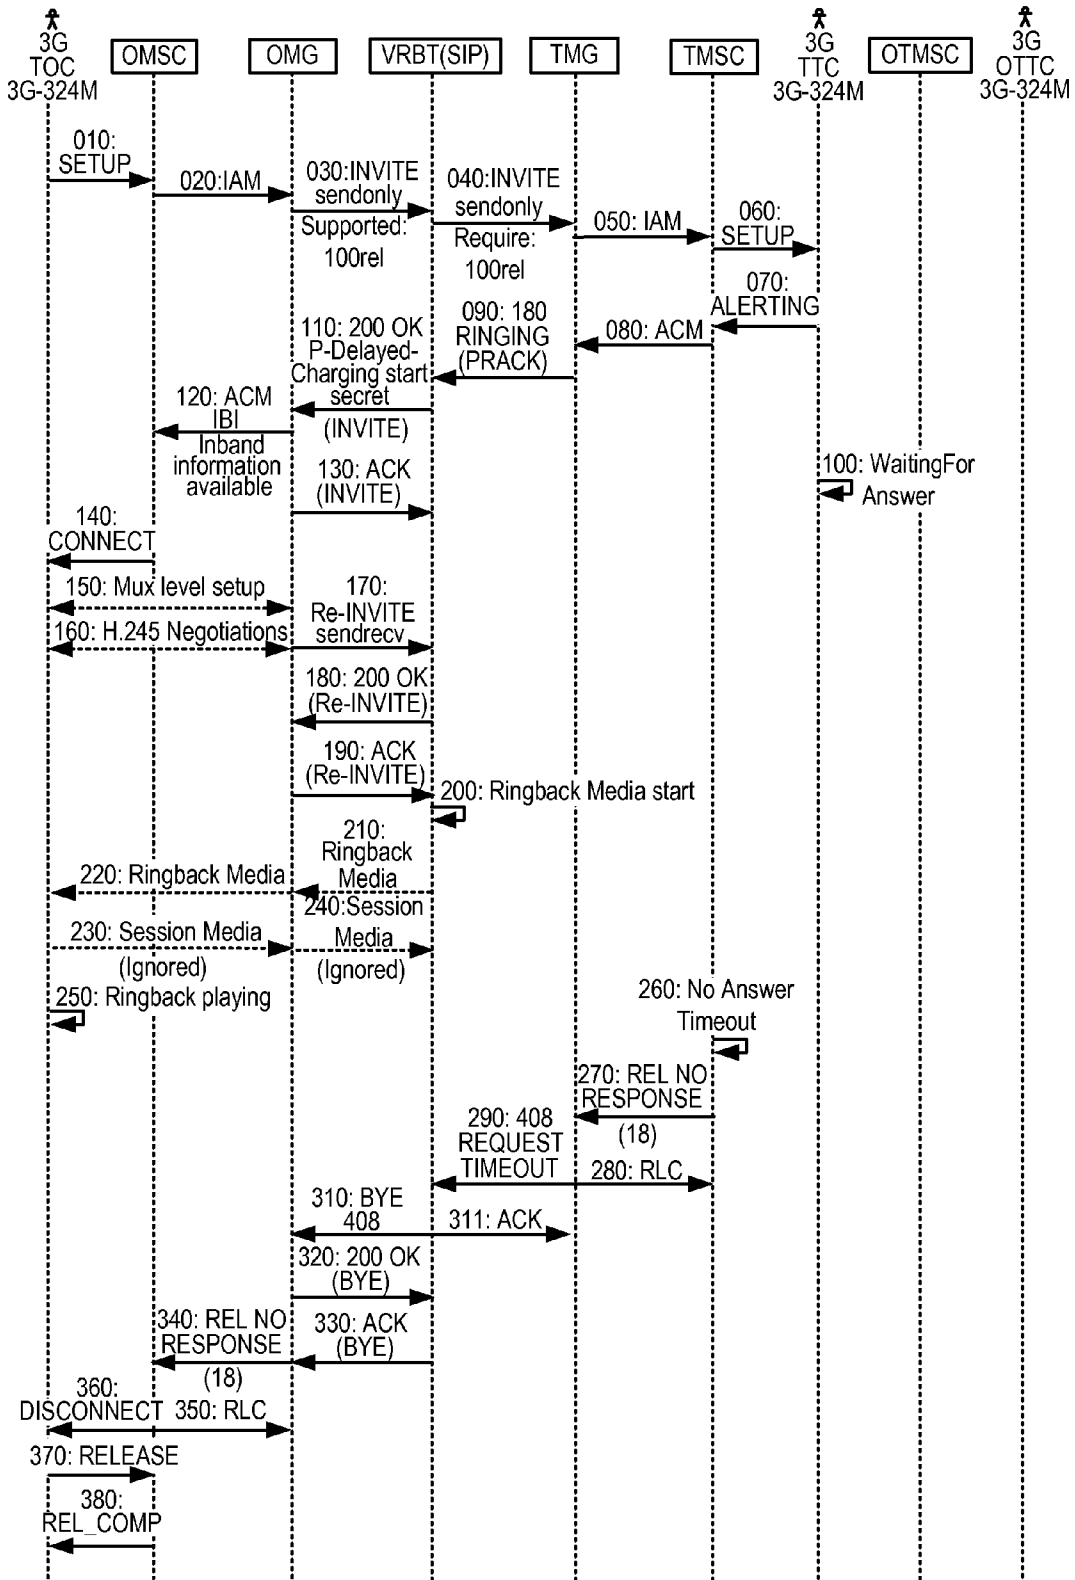 3G
TOC
3G-324M
OMSC
OMG
VRBT(SIP)
TMG
TMSC
3G
TTC
3G-324M
OTMSC
3G
OTTC
3G-324M
010:
SETUP
020:IAM
030:INVITE
sendonly
Supported:
100rel
040:INVITE
sendonly
Require:
100rel
050: IAM
060:
SETUP
070:
ALERTING
080: ACM
090: 180
RINGING
(PRACK)
110: 200 OK
P-Delayed-
Charging start
secret
(INVITE)
120: ACM
IBI
Inband
information
available
100: WaitingFor
Answer
130: ACK
(INVITE)
140:
CONNECT
150: Mux level setup
160: H.245 Negotiations
170:
Re-INVITE
sendrecv
180: 200 OK
(Re-INVITE)
190: ACK
(Re-INVITE)
200: Ringback Media start
210:
Ringback
Media
220: Ringback Media
230: Session Media
(Ignored)
240:Session
Media
(Ignored)
250: Ringback playing
260: No Answer
Timeout
270: REL NO
RESPONSE
(18)
290: 408
REQUEST
TIMEOUT
280: RLC
310: BYE
408
311: ACK
320: 200 OK
(BYE)
340: REL NO
RESPONSE
(18)
330: ACK
(BYE)
360:
DISCONNECT
350: RLC
370: RELEASE
380:
REL_COMP